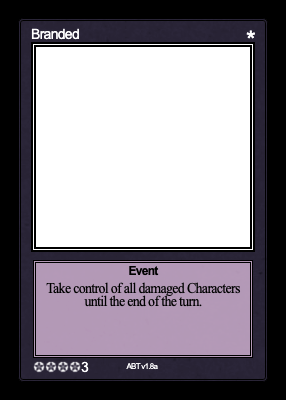 Branded *
Event
Take control of all damaged Characters
until the end of the turn.
3 ABT v1.8a